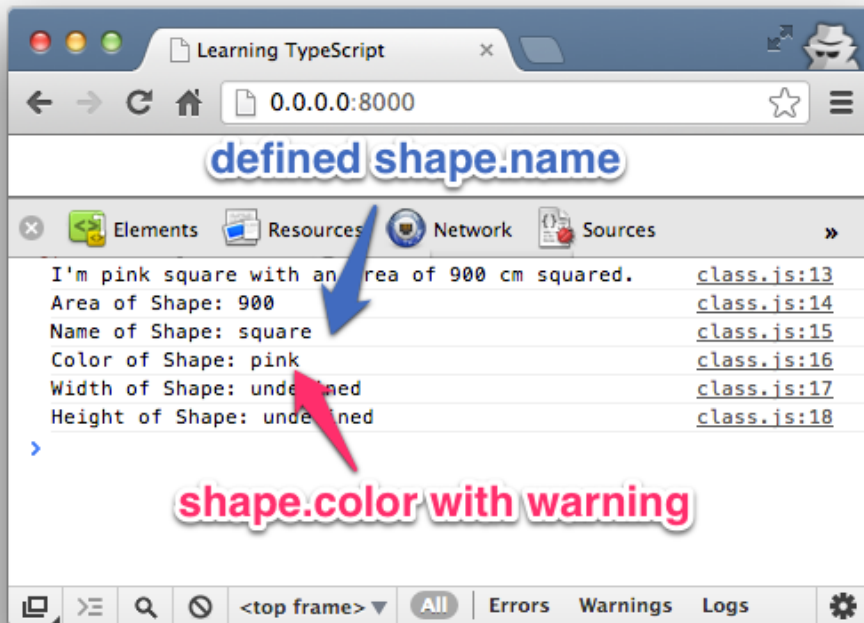 Learning TypeScript
0.0.0.0:8000
defined shape.name
Elements Resources Network Sources »
I'm pink square with an area of 900 cm squared. class.js:13
Area of Shape: 900 class.js:14
Name of Shape: square class.js:15
Color of Shape: pink class.js:16
Width of Shape: undefined class.js:17
Height of Shape: undefined class.js:18
shape.color with warning
<top frame> ▼ All Errors Warnings Logs